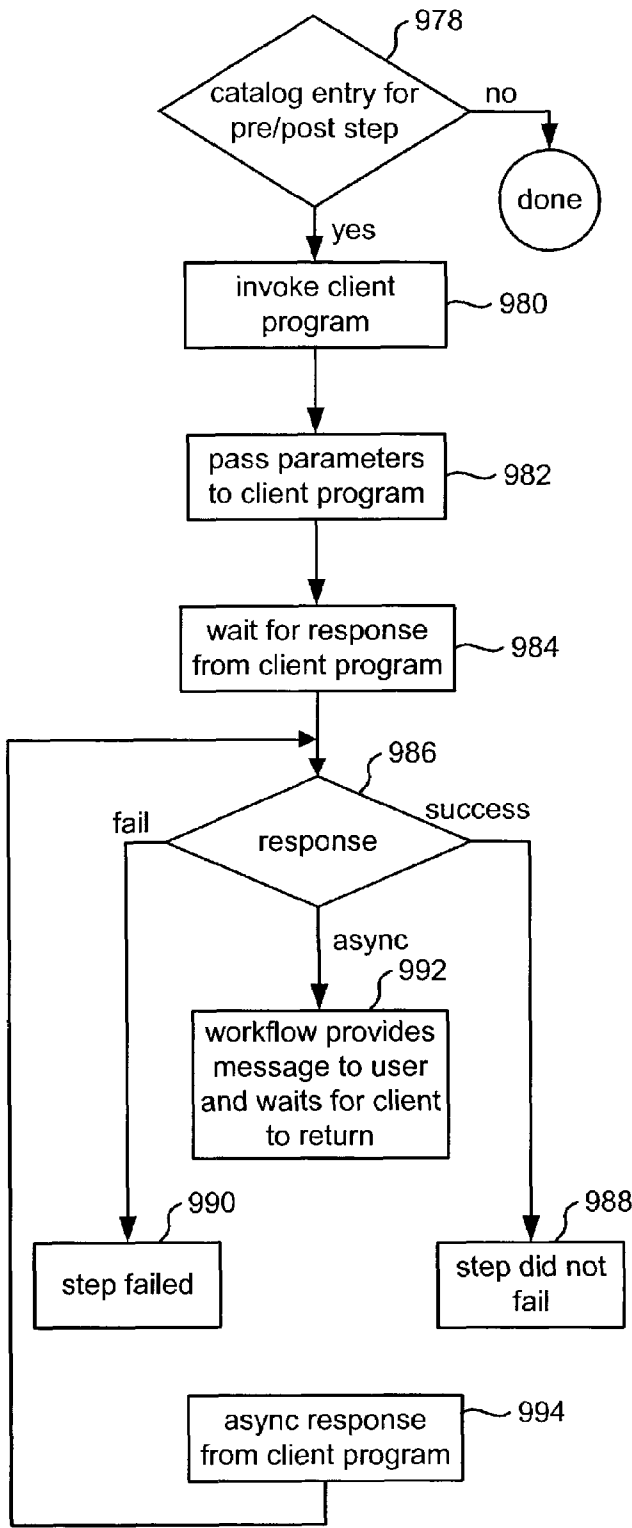 978
catalog entry for
pre/post step
no
done
yes
invoke client
program
980
pass parameters
to client program
982
wait for response
from client program
984
986
fail
response
success
async
992
workflow provides
message to user
and waits for client
to return
990
step failed
988
step did not
fail
async response
from client program
994